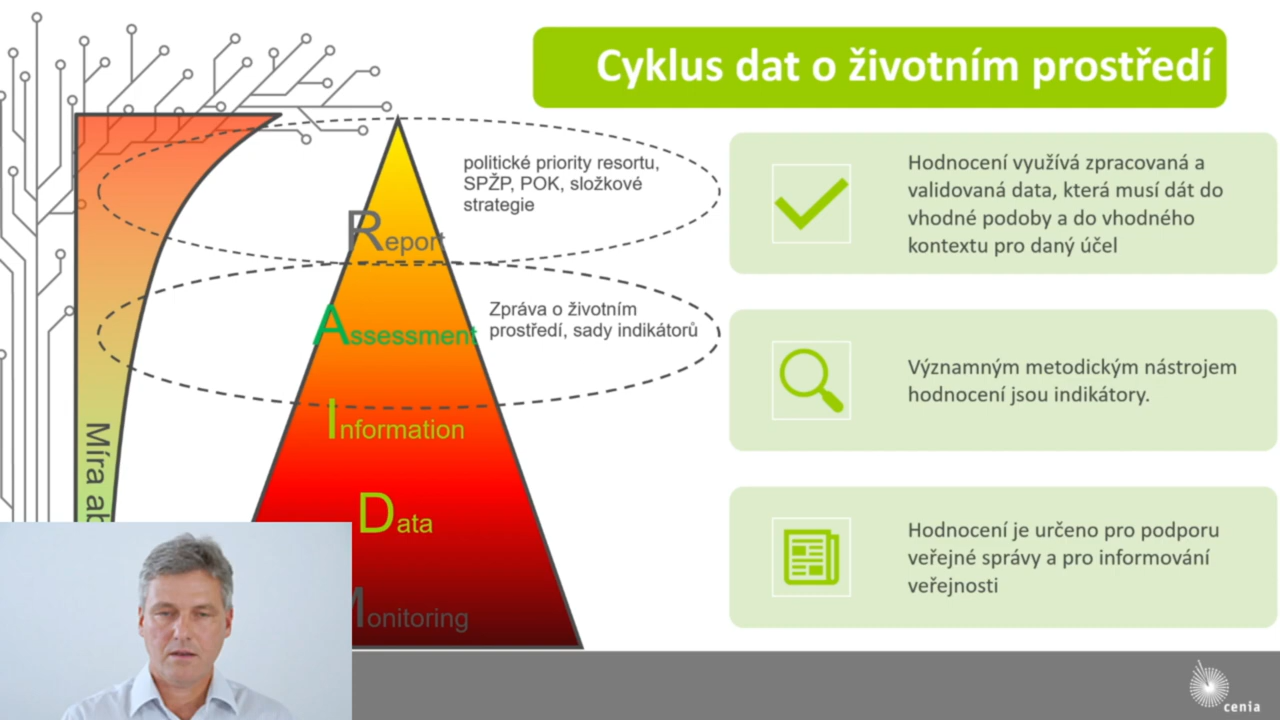 Cyklus dat o životním prostředí
politické priority resortu,
SPŽP, POK, složkové
strategie
Report
Zpráva o životním
prostředí, sady indikátorů
Assessment
Information
Data
Monitoring
Míra
Hodnocení využívá zpracovaná a
validovaná data, která musí dát do
vhodné podoby a do vhodného
kontextu pro daný účel
Významným metodickým nástrojem
hodnocení jsou indikátory.
Hodnocení je určeno pro podporu
veřejné správy a pro informování
veřejnosti
cenia